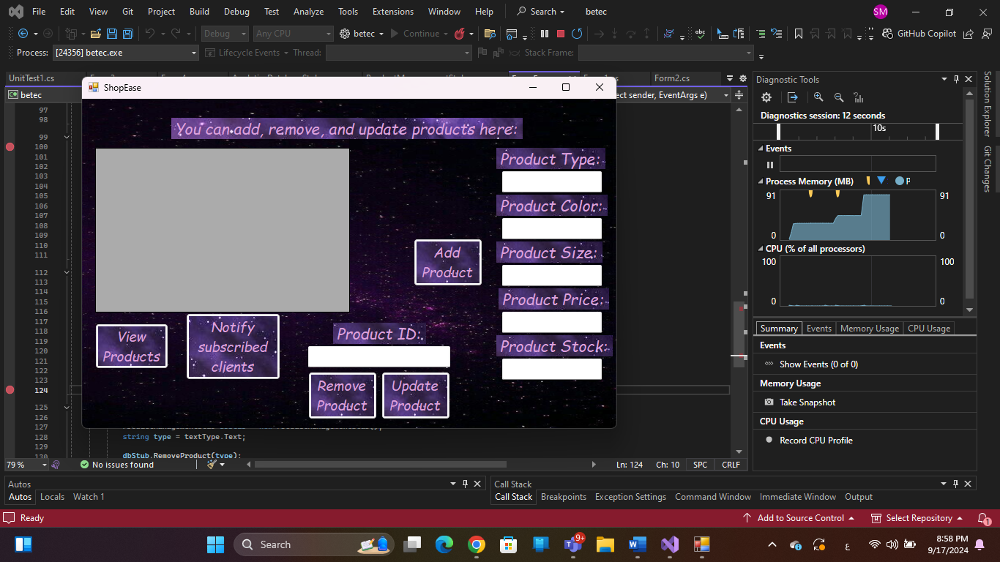 File Edit View Git Project Build Debug Test Analyze Tools Extensions Window Help Search betec SM
Debug Any CPU betec Continue abc GitHub Copilot
Process: [24356] betec.exe Lifecycle Events Thread: Stack Frame:
UnitTest1.cs Form2.cs
betec
ect sender, EventArgs e)
ShopEase
You can add, remove, and update products here:
Product Type:
Product Color:
Product Size:
Product Price:
Product Stock:
Add
Product
View
Products
Notify
subscribed
clients
Product ID:
Remove
Product
Update
Product
97
98
99
100
101
102
103
104
105
106
107
108
109
110
111
112
113
114
115
116
117
118
119
120
121
122
123
124
125
126
127
128 string type = textType.Text;
129
130 dbStub.RemoveProduct(type);
79 % No issues found Ln: 124 Ch: 10 SPC CRLF
Diagnostic Tools
Diagnostics session: 12 seconds
10s
Events
Process Memory (MB) P
91 91
0 0
CPU (% of all processors)
100 100
0 0
Summary Events Memory Usage CPU Usage
Events
Show Events (0 of 0)
Memory Usage
Take Snapshot
CPU Usage
Record CPU Profile
Solution Explorer
Git Changes
Autos
Autos Locals Watch 1
Call Stack
Call Stack Breakpoints Exception Settings Command Window Immediate Window Output
Ready Add to Source Control Select Repository 1
Search 9+ ع 8:58 PM
9/17/2024